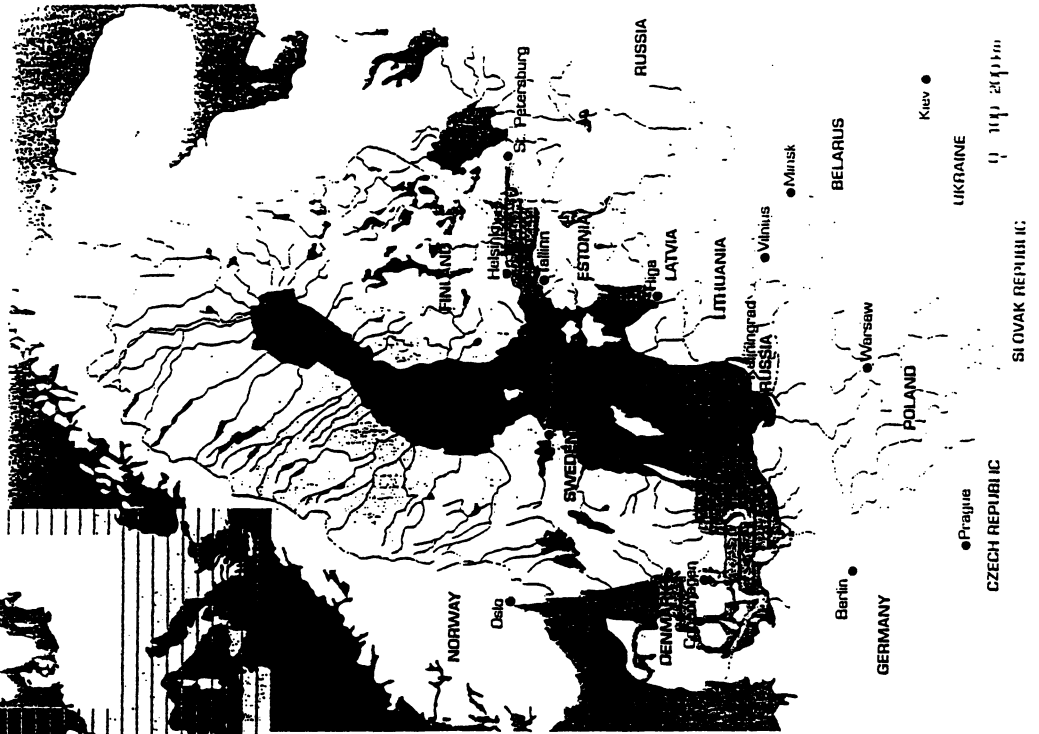 NORWAY
FINLAND
Oslo
St. Petersburg
Tallinn
SWEDEN
ESTONIA
RUSSIA
Riga
DENMARK
LATVIA
Copenhagen
LITHUANIA
Kaliningrad
RUSSIA
Vilnius
Minsk
BELARUS
Berlin
Warsaw
GERMANY
POLAND
Kiev
UKRAINE
Prague
CZECH REPUBLIC
SLOVAK REPUBLIC